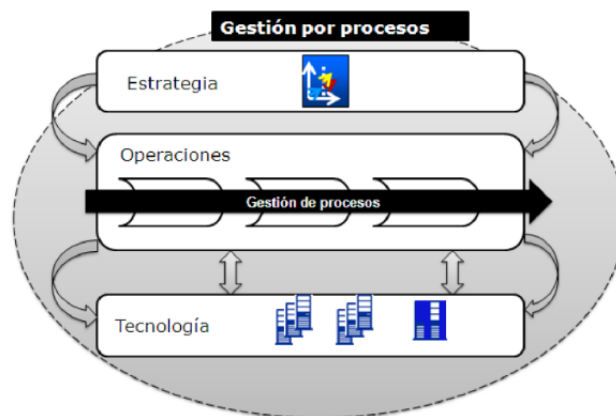 Gestión por procesos
Estrategia
Operaciones
Gestión de procesos
Tecnología